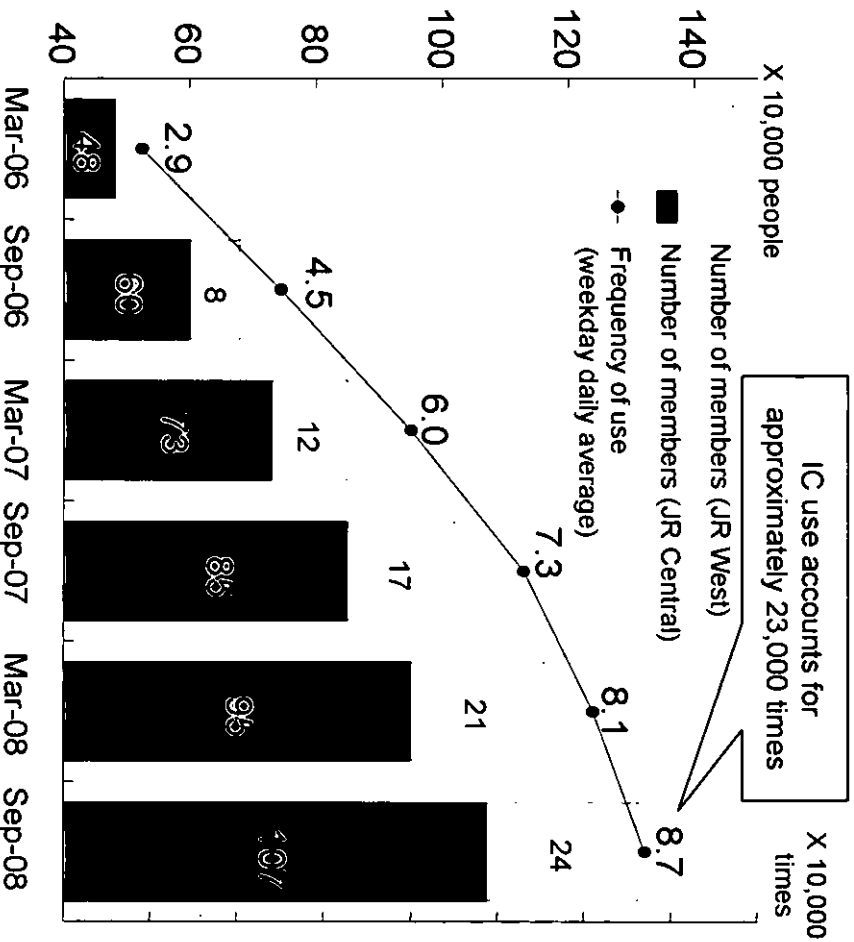 X 10,000 people
X 10,000
times
IC use accounts for
approximately 23,000 times
Number of members (JR West)
Number of members (JR Central)
Frequency of use
(weekday daily average)
140
120
100
80
60
40
2.9
4.5
6.0
7.3
8.1
8.7
8
12
17
21
24
48
60
73
Mar-06
Sep-06
Mar-07
Sep-07
Mar-08
Sep-08